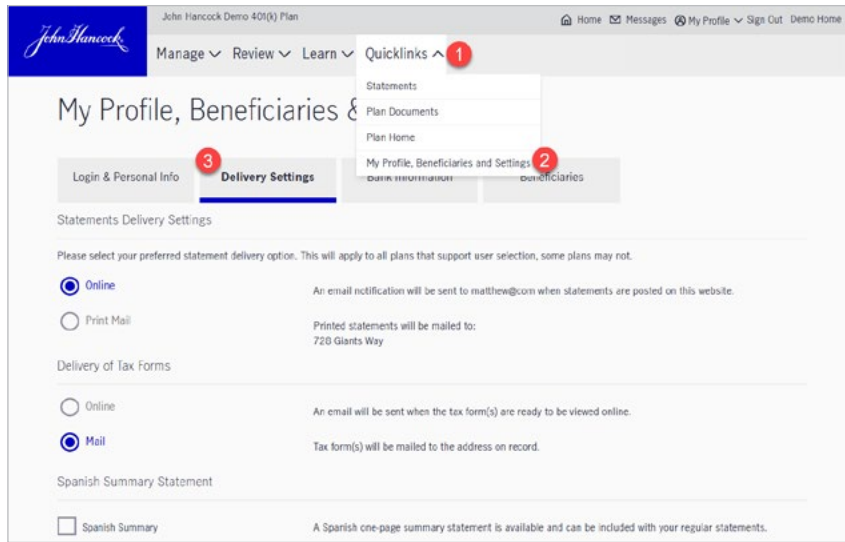 John Hancock Demo 401(k) Plan
Home Messages My Profile Sign Out Demo Home
John Hancock
Manage Review Learn Quicklinks 1
Statements
My Profile, Beneficiaries &
Plan Documents
Plan Home
My Profile, Beneficiaries and Settings 2
3
Login & Personal Info Delivery Settings Bank Information Beneficiaries
Statements Delivery Settings
Please select your preferred statement delivery option. This will apply to all plans that support user selection, some plans may not.
Online An email notification will be sent to matthew@com when statements are posted on this website.
Print Mail Printed statements will be mailed to:
728 Giants Way
Delivery of Tax Forms
Online An email will be sent when the tax form(s) are ready to be viewed online.
Mail Tax form(s) will be mailed to the address on record.
Spanish Summary Statement
Spanish Summary A Spanish one-page summary statement is available and can be included with your regular statements.